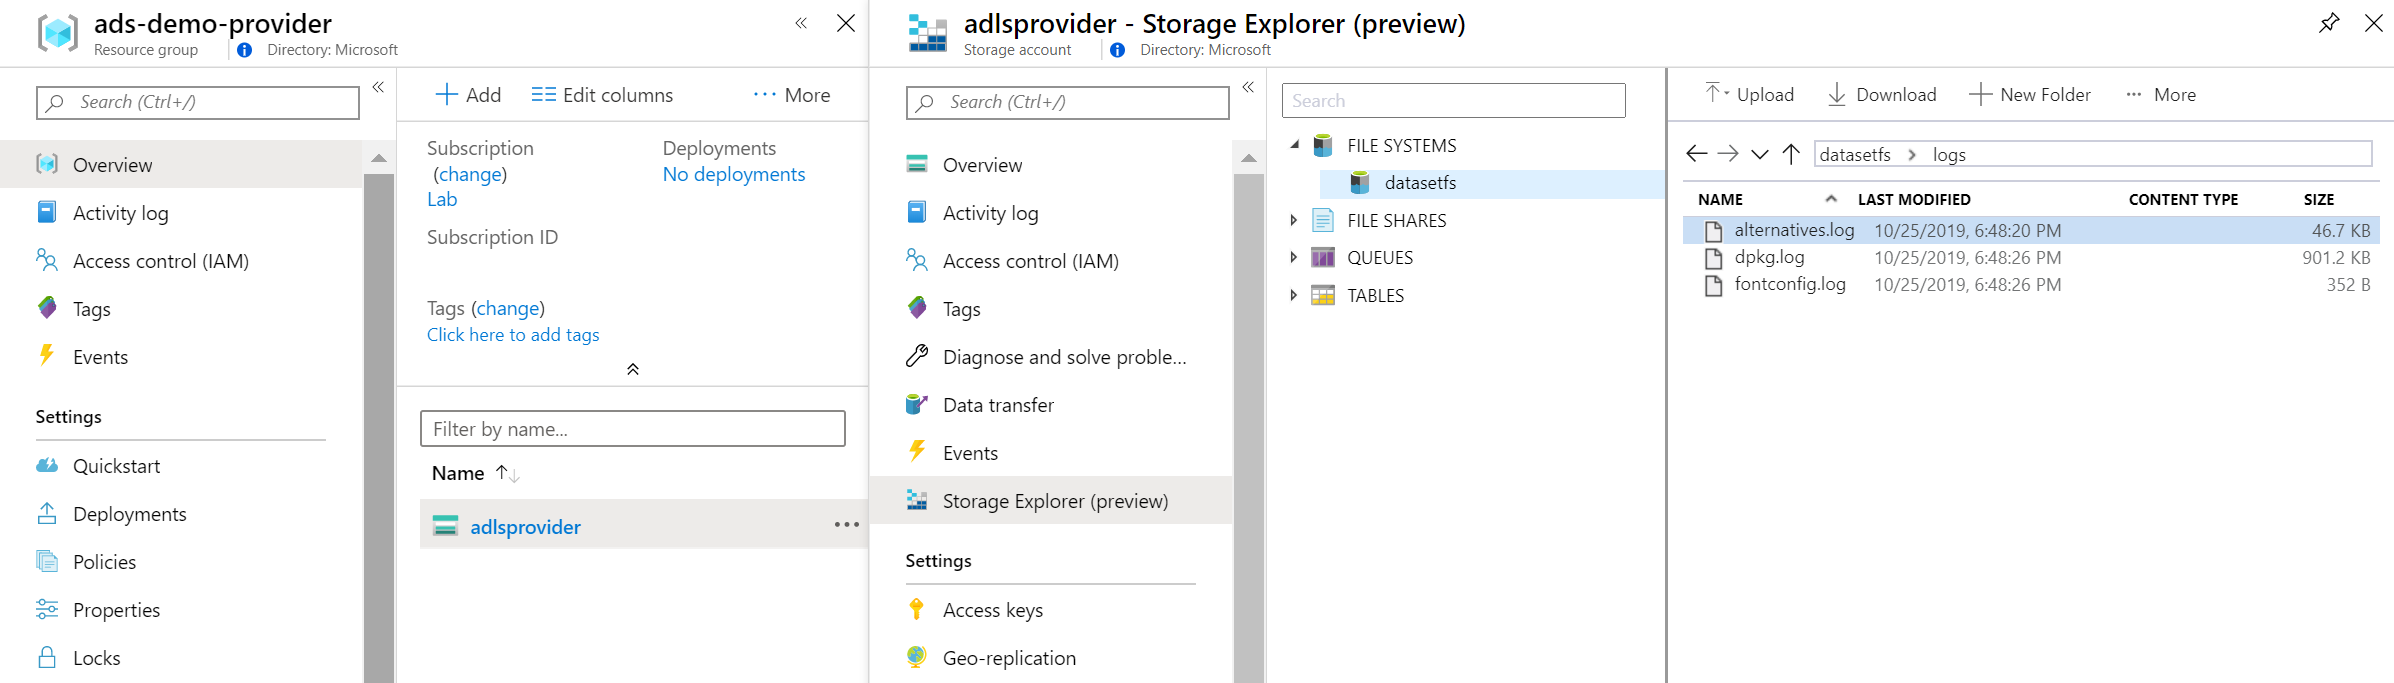 ads-demo-provider
Resource group
Directory: Microsoft
Search (Ctrl+/)
Overview
Activity log
Access control (IAM)
Tags
Events
Settings
Quickstart
Deployments
Policies
Properties
Locks
Add
Edit columns
More
Subscription
(change)
Lab
Deployments
No deployments
Subscription ID
Tags (change)
Click here to add tags
Filter by name...
Name
adlsprovider
adlsprovider - Storage Explorer (preview)
Storage account
Directory: Microsoft
Search (Ctrl+/)
Overview
Activity log
Access control (IAM)
Tags
Diagnose and solve proble...
Data transfer
Events
Storage Explorer (preview)
Settings
Access keys
Geo-replication
Search
FILE SYSTEMS
datasetfs
FILE SHARES
QUEUES
TABLES
Upload
Download
New Folder
More
datasetfs > logs
NAME LAST MODIFIED CONTENT TYPE SIZE
alternatives.log 10/25/2019, 6:48:20 PM 46.7 KB
dpkg.log 10/25/2019, 6:48:26 PM 901.2 KB
fontconfig.log 10/25/2019, 6:48:26 PM 352 B